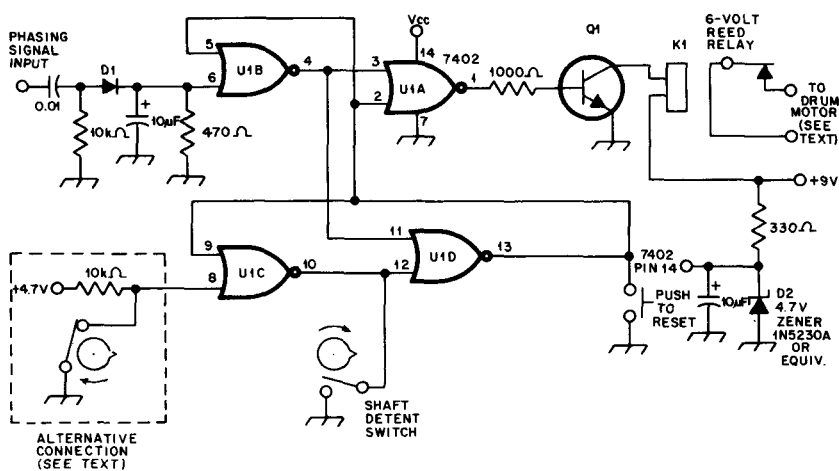 PHASING
SIGNAL
INPUT
0.01
D1
10kΩ
+
10µF
470Ω
5
6
U1B
4
3
2
Vcc
14
7402
U1A
1
7
1000Ω
Q1
K1
6-VOLT
REED
RELAY
TO
DRUM
MOTOR
(SEE
TEXT)
+9V
330Ω
9
8
U1C
10
11
12
U1D
13
7402
PIN 14
PUSH
TO
RESET
+
10µF
D2
4.7V
ZENER
1N5230A
OR
EQUIV.
+4.7V
10kΩ
ALTERNATIVE
CONNECTION
(SEE TEXT)
SHAFT
DETENT
SWITCH